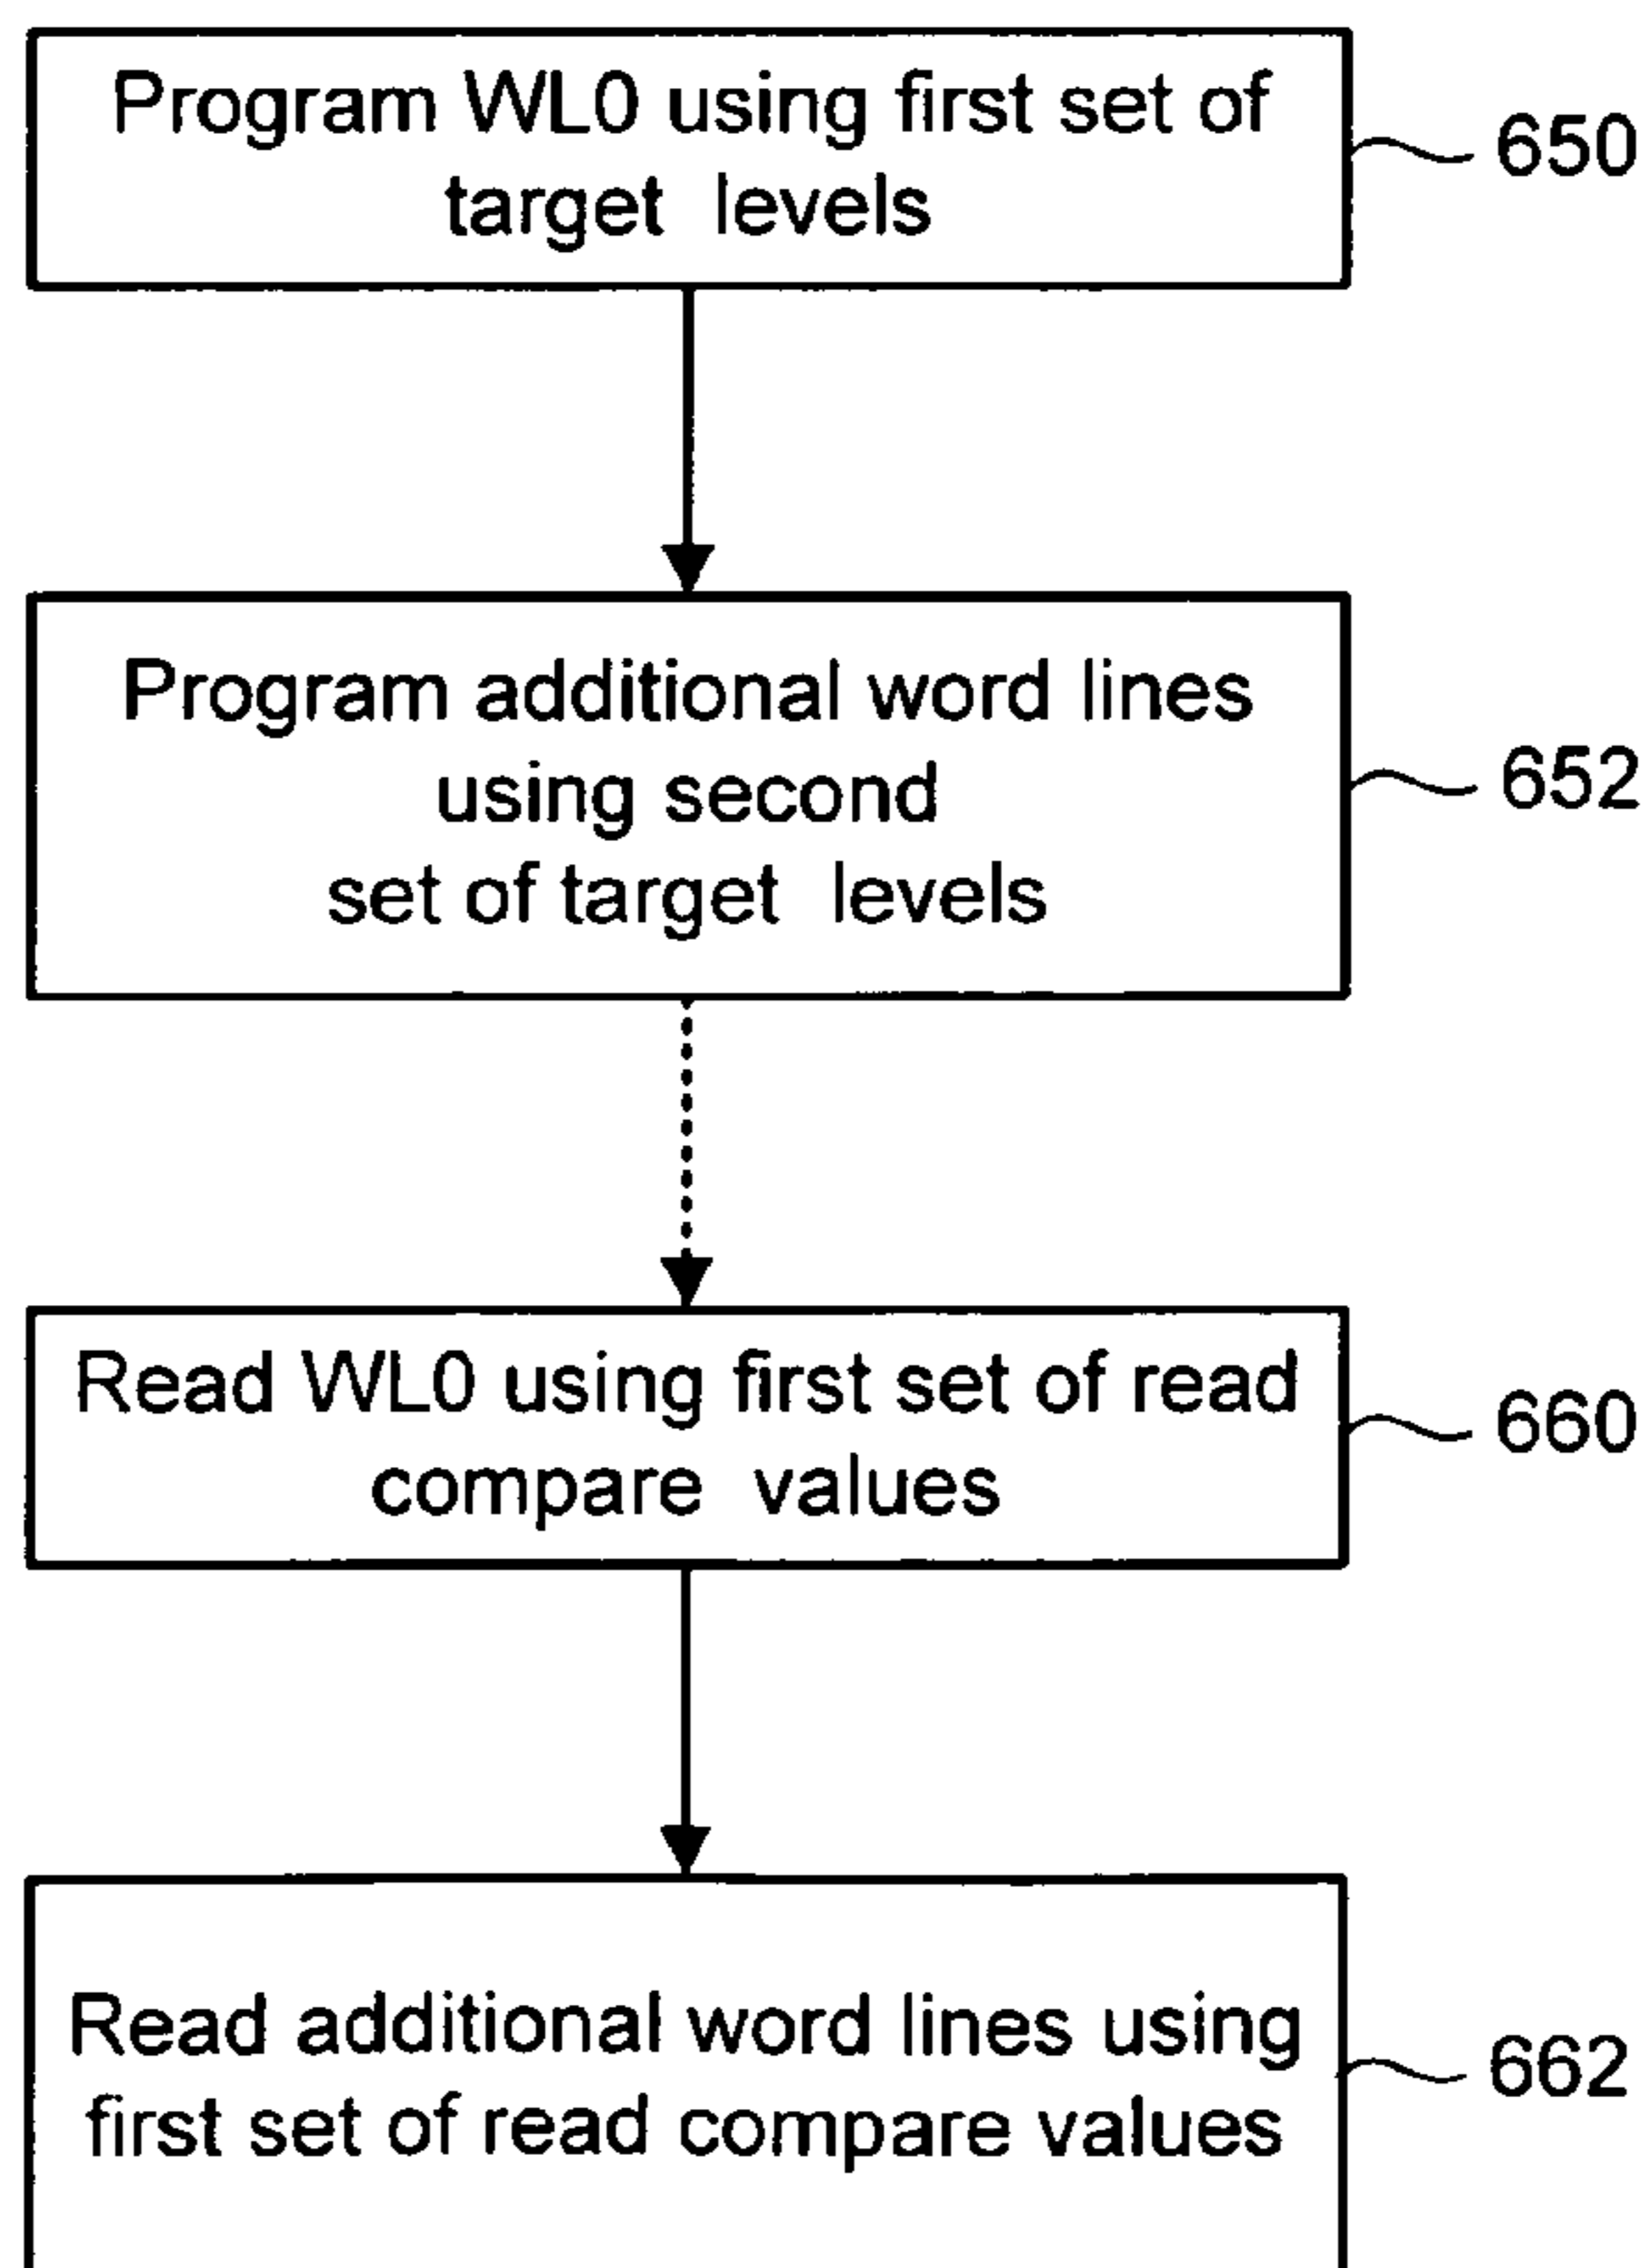 Program WL0 using first set of
target levels
650
Program additional word lines
using second
set of target levels
652
Read WL0 using first set of read
compare values
660
Read additional word lines using
first set of read compare values
662